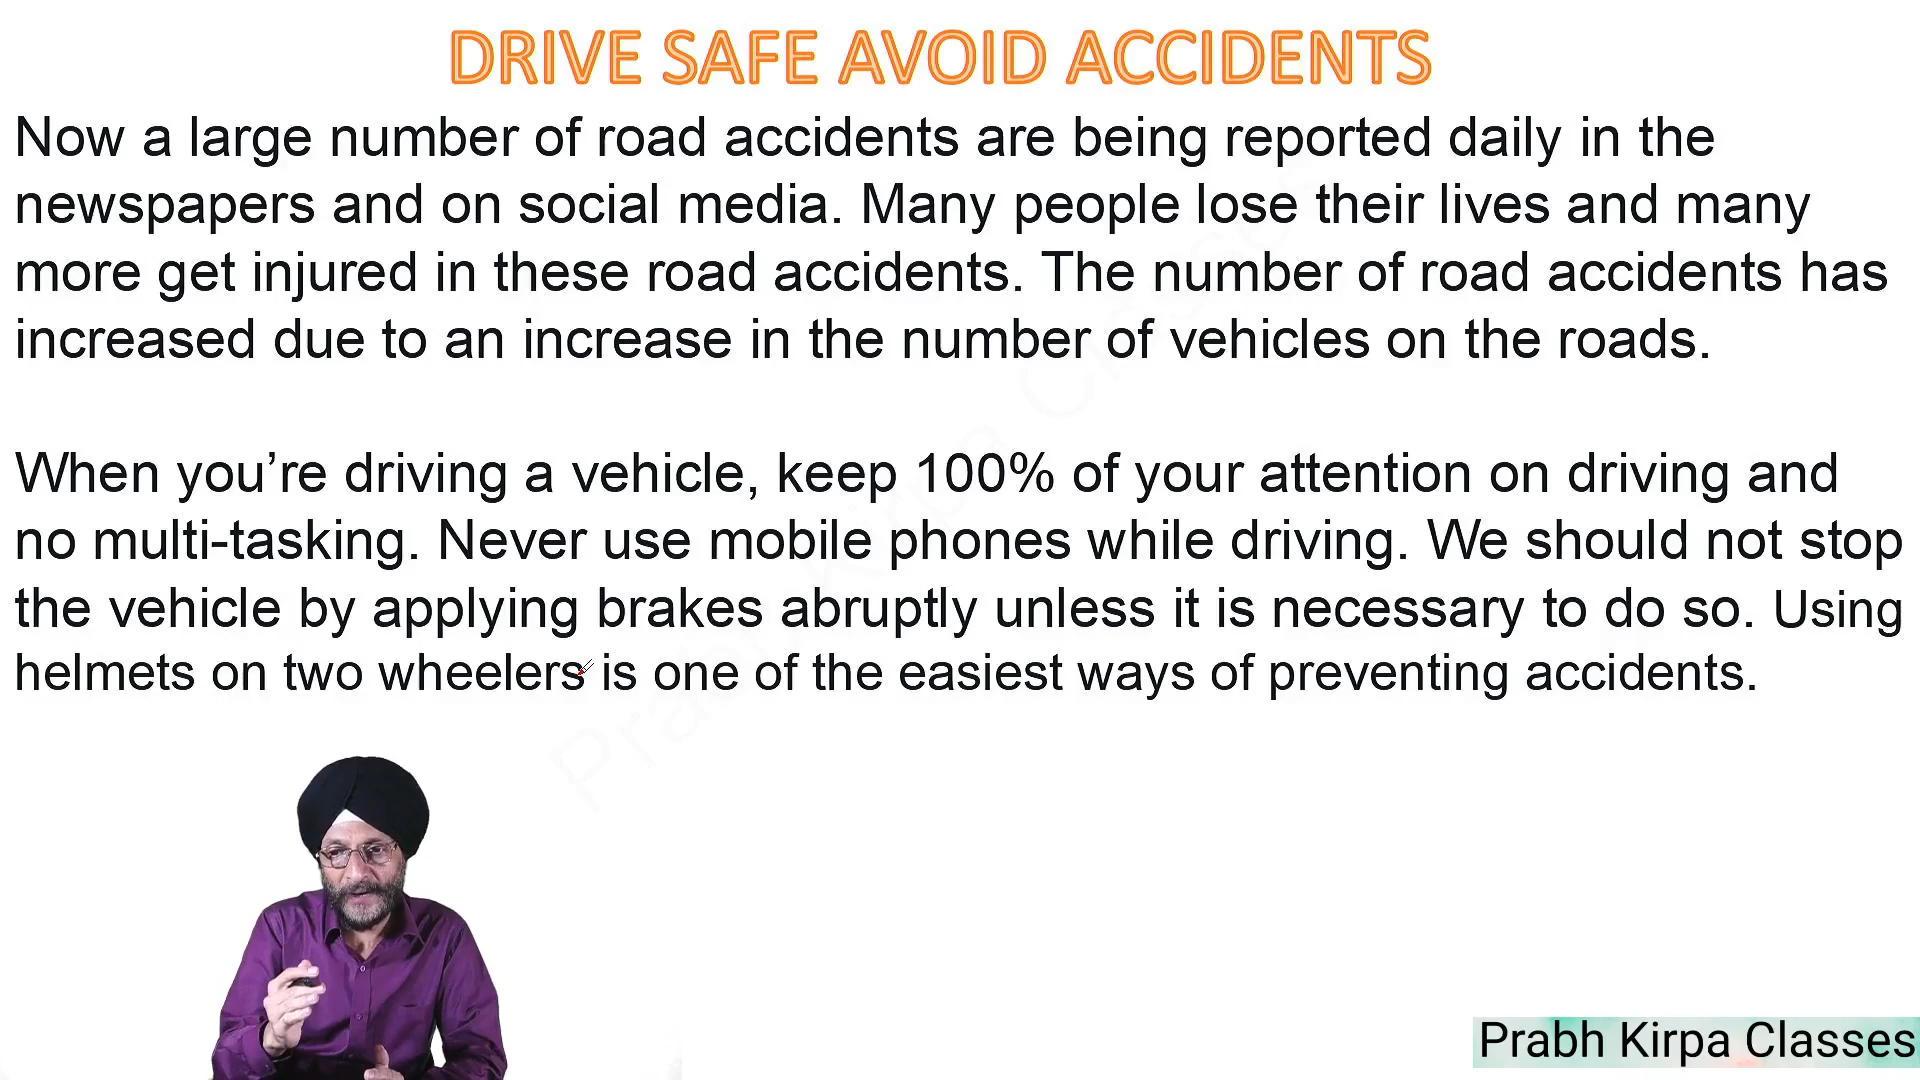 DRIVE SAFE AVOID ACCIDENTS
Now a large number of road accidents are being reported daily in the
newspapers and on social media. Many people lose their lives and many
more get injured in these road accidents. The number of road accidents has
increased due to an increase in the number of vehicles on the roads.
When you’re driving a vehicle, keep 100% of your attention on driving and
no multi-tasking. Never use mobile phones while driving. We should not stop
the vehicle by applying brakes abruptly unless it is necessary to do so. Using
helmets on two wheelers is one of the easiest ways of preventing accidents.
Prabh Kirpa Classes
Prabh Kirpa Classes